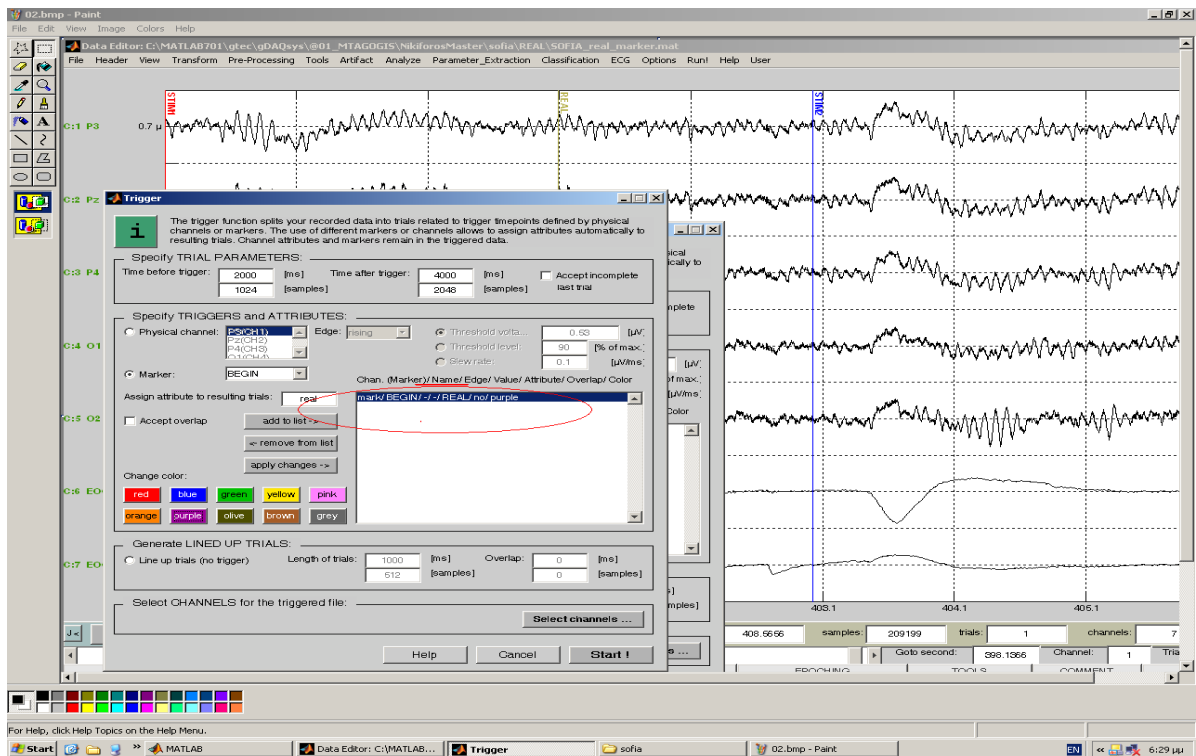 02.bmp - Paint
File Edit View Image Colors Help
Data Editor: C:\MATLAB701\gtec\gDAQsys\@01_MTAGOGIS\NikiforosMaster\sofia\REAL\SOFIA_real_marker.mat
File Header View Transform Pre-Processing Tools Artifact Analyze Parameter_Extraction Classification ECG Options Run! Help User
REAL
C:1 P3
0.7 µ
C:2 Pz
C:3 P4
C:4 O1
C:5 O2
C:6 EO
C:7 EO
Trigger
The trigger function splits your recorded data into trials related to trigger timepoints defined by physical
channels or markers. The use of different markers or channels allows to assign attributes automatically to
resulting trials. Channel attributes and markers remain in the triggered data.
Specify TRIAL PARAMETERS:
Time before trigger: 2000 [ms] Time after trigger: 4000 [ms] Accept incomplete
1024 [samples] 2048 [samples] last trial
Specify TRIGGERS and ATTRIBUTES:
Physical channel: P3(CH1) Edge: rising Threshold volta... 0.53 [µV]
Pz(CH2)
P4(CH3) Threshold level: 90 [% of max.]
O1(CH4) Slew rate: 0.1 [µV/ms]
Marker: BEGIN
Chan. (Marker)/ Name/ Edge/ Value/ Attribute/ Overlap/ Color
Assign attribute to resulting trials: real
mark/ BEGIN/ -/ -/ REAL/ no/ purple
Accept overlap
add to list ->
<- remove from list
apply changes ->
Change color:
red blue green yellow pink
orange purple olive brown grey
Generate LINED UP TRIALS:
Line up trials (no trigger) Length of trials: 1000 [ms] Overlap: 0 [ms]
512 [samples] 0 [samples]
Select CHANNELS for the triggered file:
Select channels ...
Help Cancel Start !
403.1 404.1 405.1
408.5656 samples: 209199 trials: 1 channels: 7
Goto second: 398.1366 Channel: 1 Tria
EPOCHING TOOLS COMMENT
For Help, click Help Topics on the Help Menu.
Start MATLAB Data Editor: C:\MATLAB... Trigger sofia 02.bmp - Paint EN 6:29 µµ